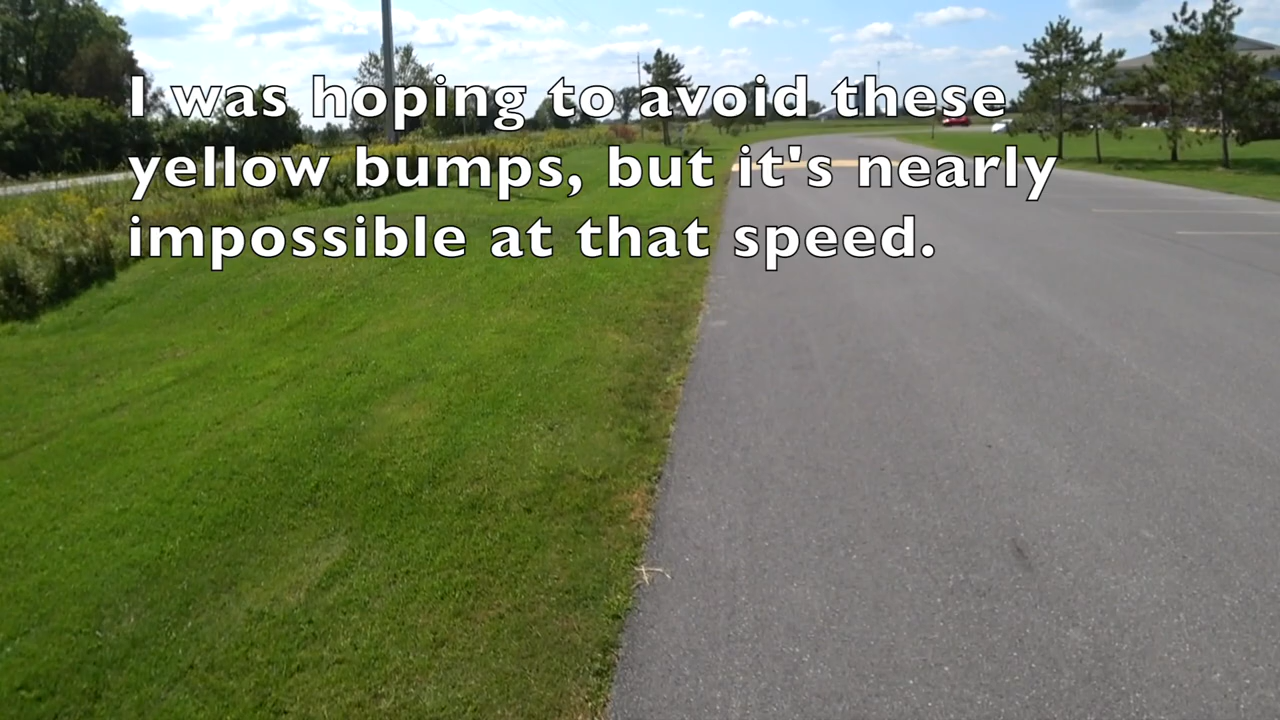 I was hoping to avoid these
yellow bumps, but it's nearly
impossible at that speed.